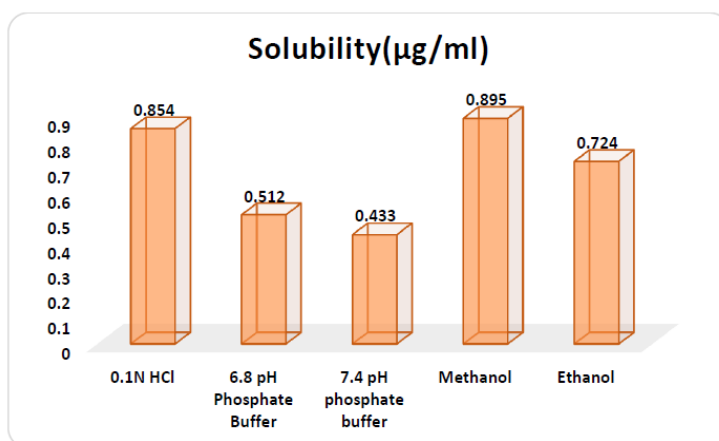 Solubility(μg/ml)
0.854
0.512
0.433
0.895
0.724
0.9
0.8
0.7
0.6
0.5
0.4
0.3
0.2
0.1
0
0.1N HCl
6.8 pH
Phosphate
Buffer
7.4 pH
phosphate
buffer
Methanol
Ethanol